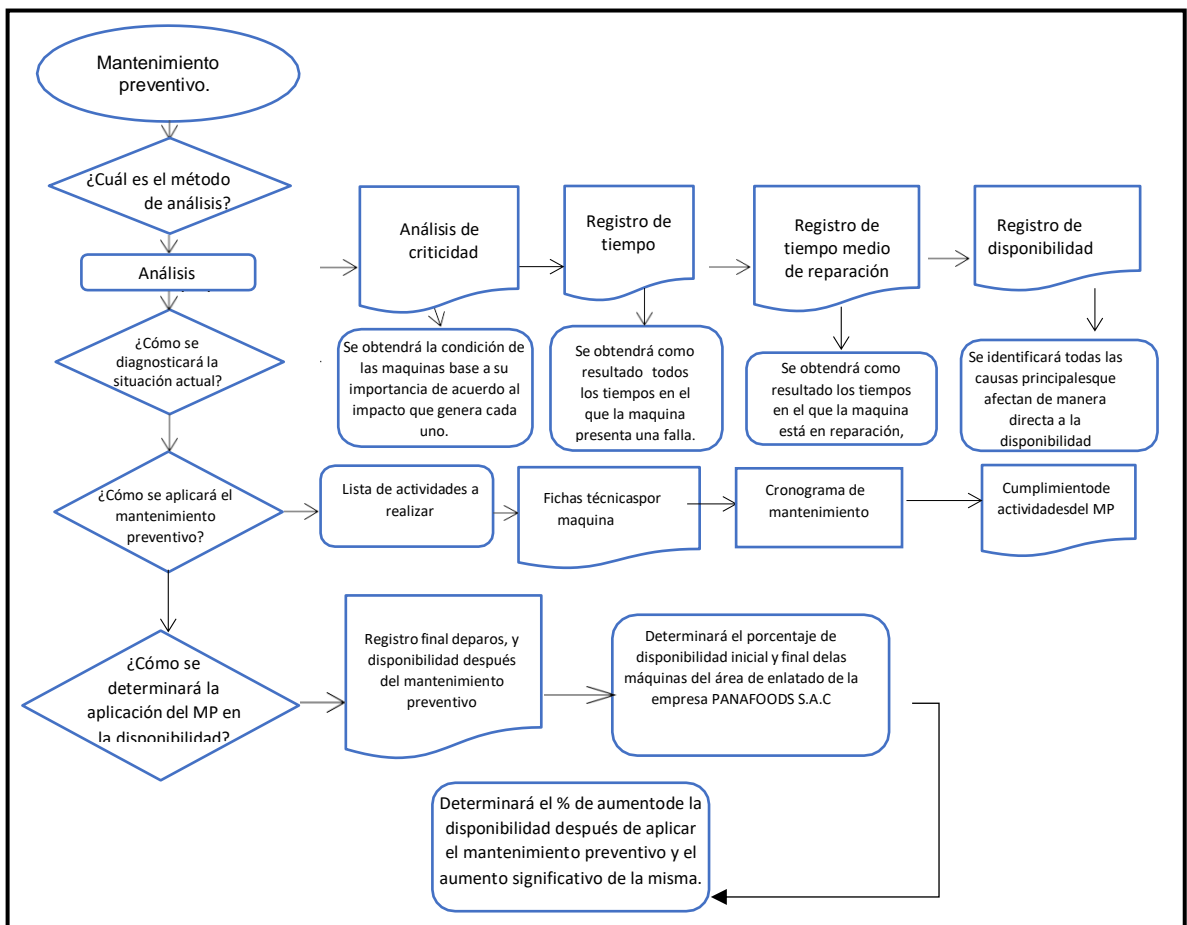 Mantenimiento
preventivo.
¿Cuál es el método
de análisis?
Análisis
¿Cómo se
diagnosticará la
situación actual?
Análisis de
criticidad
Registro de
tiempo
Registro de
tiempo medio
de reparación
Registro de
disponibilidad
Se obtendrá la condición de
las maquinas base a su
importancia de acuerdo al
impacto que genera cada
uno.
Se obtendrá como
resultado todos
los tiempos en el
que la maquina
presenta una falla.
Se obtendrá como
resultado los tiempos
en el que la maquina
está en reparación,
Se identificará todas las
causas principalesque
afectan de manera
directa a la
disponibilidad
¿Cómo se aplicará el
mantenimiento
preventivo?
Lista de actividades a
realizar
Fichas técnicaspor
maquina
Cronograma de
mantenimiento
Cumplimientode
actividadesdel MP
¿Cómo se
determinará la
aplicación del MP en
la disponibilidad?
Registro final deparos, y
disponibilidad después
del mantenimiento
preventivo
Determinará el porcentaje de
disponibilidad inicial y final delas
máquinas del área de enlatado de la
empresa PANAFOODS S.A.C
Determinará el % de aumentode la
disponibilidad después de aplicar
el mantenimiento preventivo y el
aumento significativo de la misma.